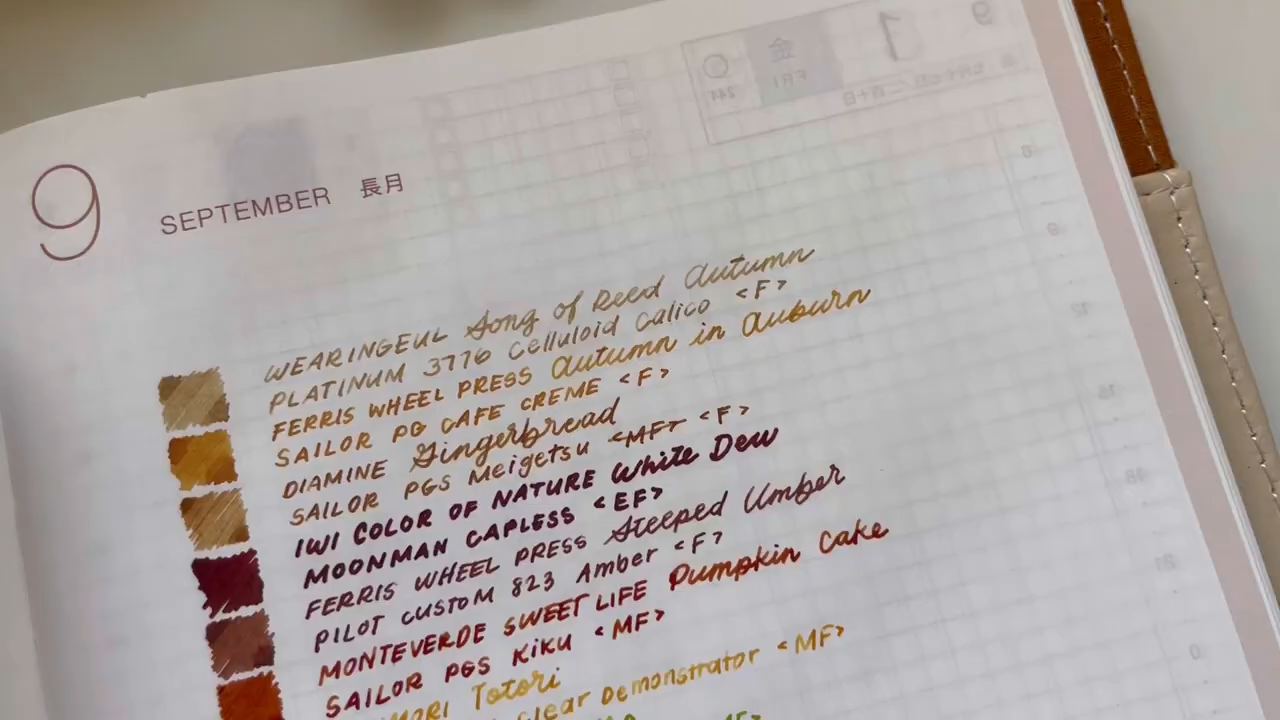 9 SEPTEMBER 長月
WEARINGEUL Song of Reed Autumn
PLATINUM 3776 Celluloid Calico <F>
FERRIS WHEEL PRESS Autumn in Auburn
SAILOR PG CAFE CREME <F>
DIAMINE Gingerbread
SAILOR PGS Meigetsu <MF> <F>
IWI COLOR OF NATURE White Dew
MOONMAN CAPLESS <EF>
FERRIS WHEEL PRESS Steeped Umber
PILOT CUSTOM 823 Amber <F>
MONTEVERDE SWEET LIFE Pumpkin Cake
SAILOR PGS Kiku <MF>
Totori
Clear Demonstrator <MF>